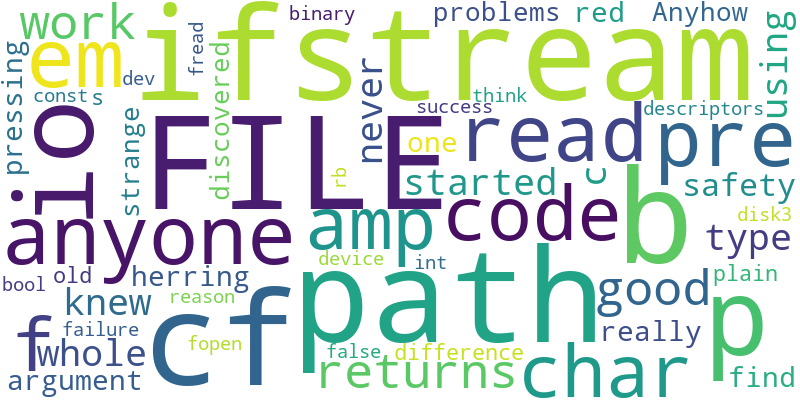 work
em
ifstream
binary
problems
red
Anyhow
using
pressing
dev
fread
const
s
discovered
strange
think
success
descriptors
io
FILE
never
one
read
pre
anyone
rb
started
c
safety
amp
code
b
disk3
type
bool
old
herring
reason
device
int
path
good
plain
p
knew
cf
really
f
failure
whole
fopen
false
difference
argument
returns
char
find